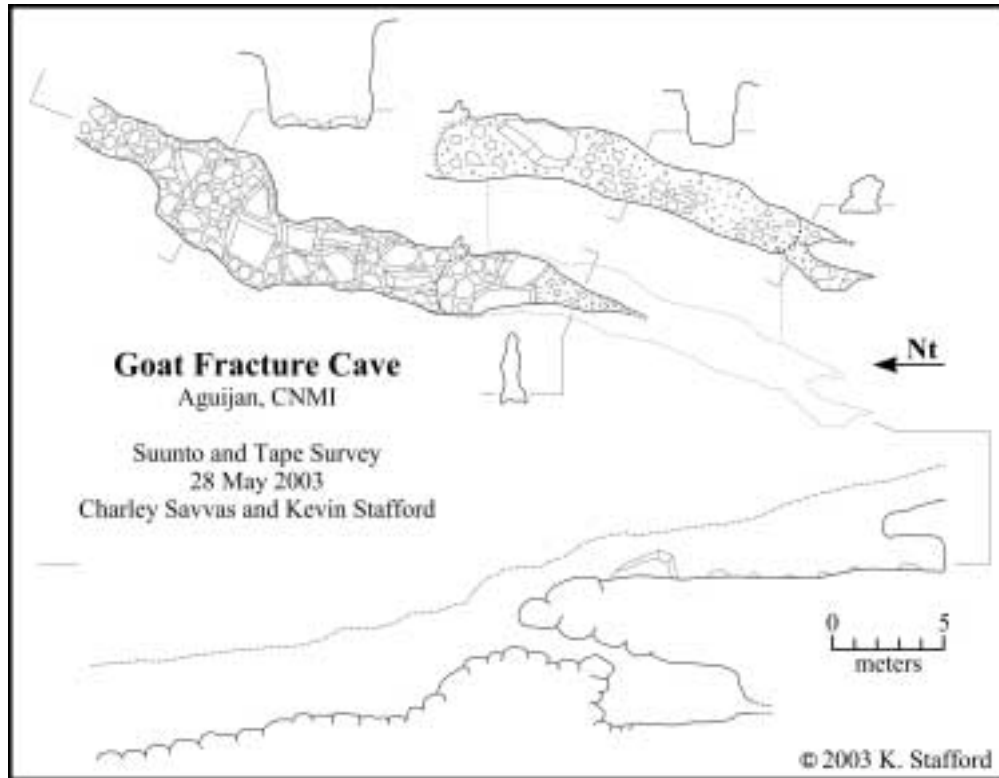 Goat Fracture Cave
Aguijan, CNMI
Suunto and Tape Survey
28 May 2003
Charley Savvas and Kevin Stafford
Nt
0 5
meters
© 2003 K. Stafford